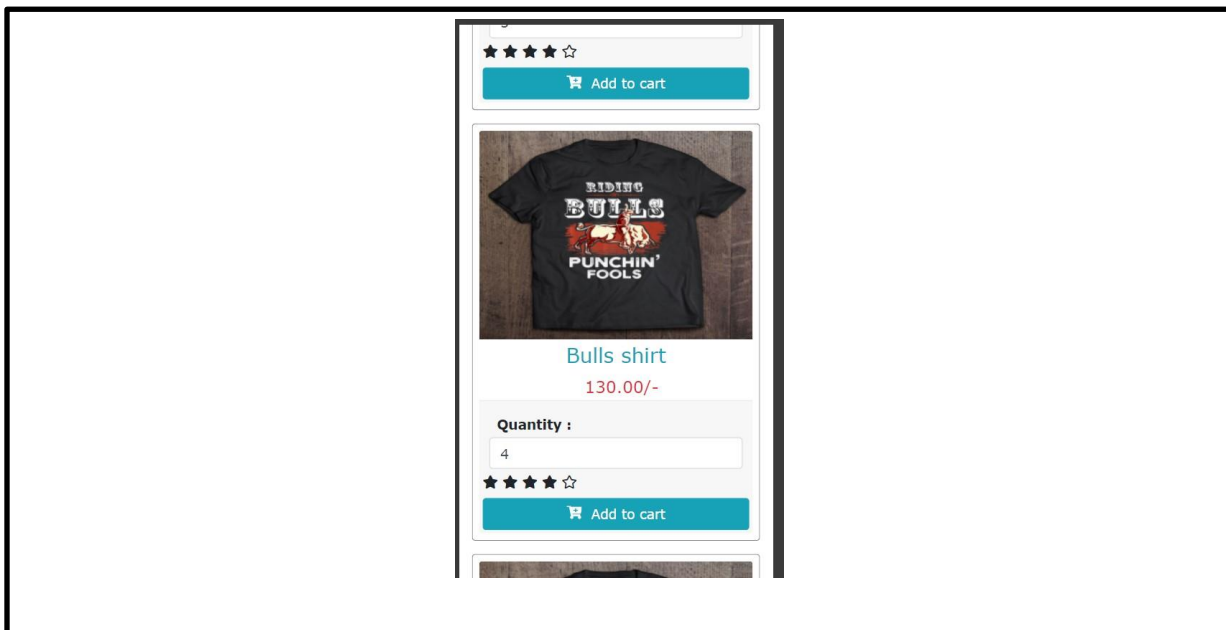 Add to cart
RIDING
BULLS
PUNCHIN'
FOOLS
Bulls shirt
130.00/-
Quantity :
4
Add to cart